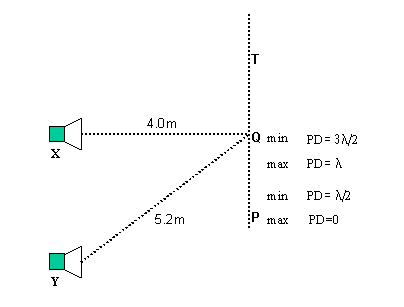 T
4.0m
X
Q min PD = 3λ/2
max PD = λ
min PD = λ/2
5.2m
P max PD=0
Y